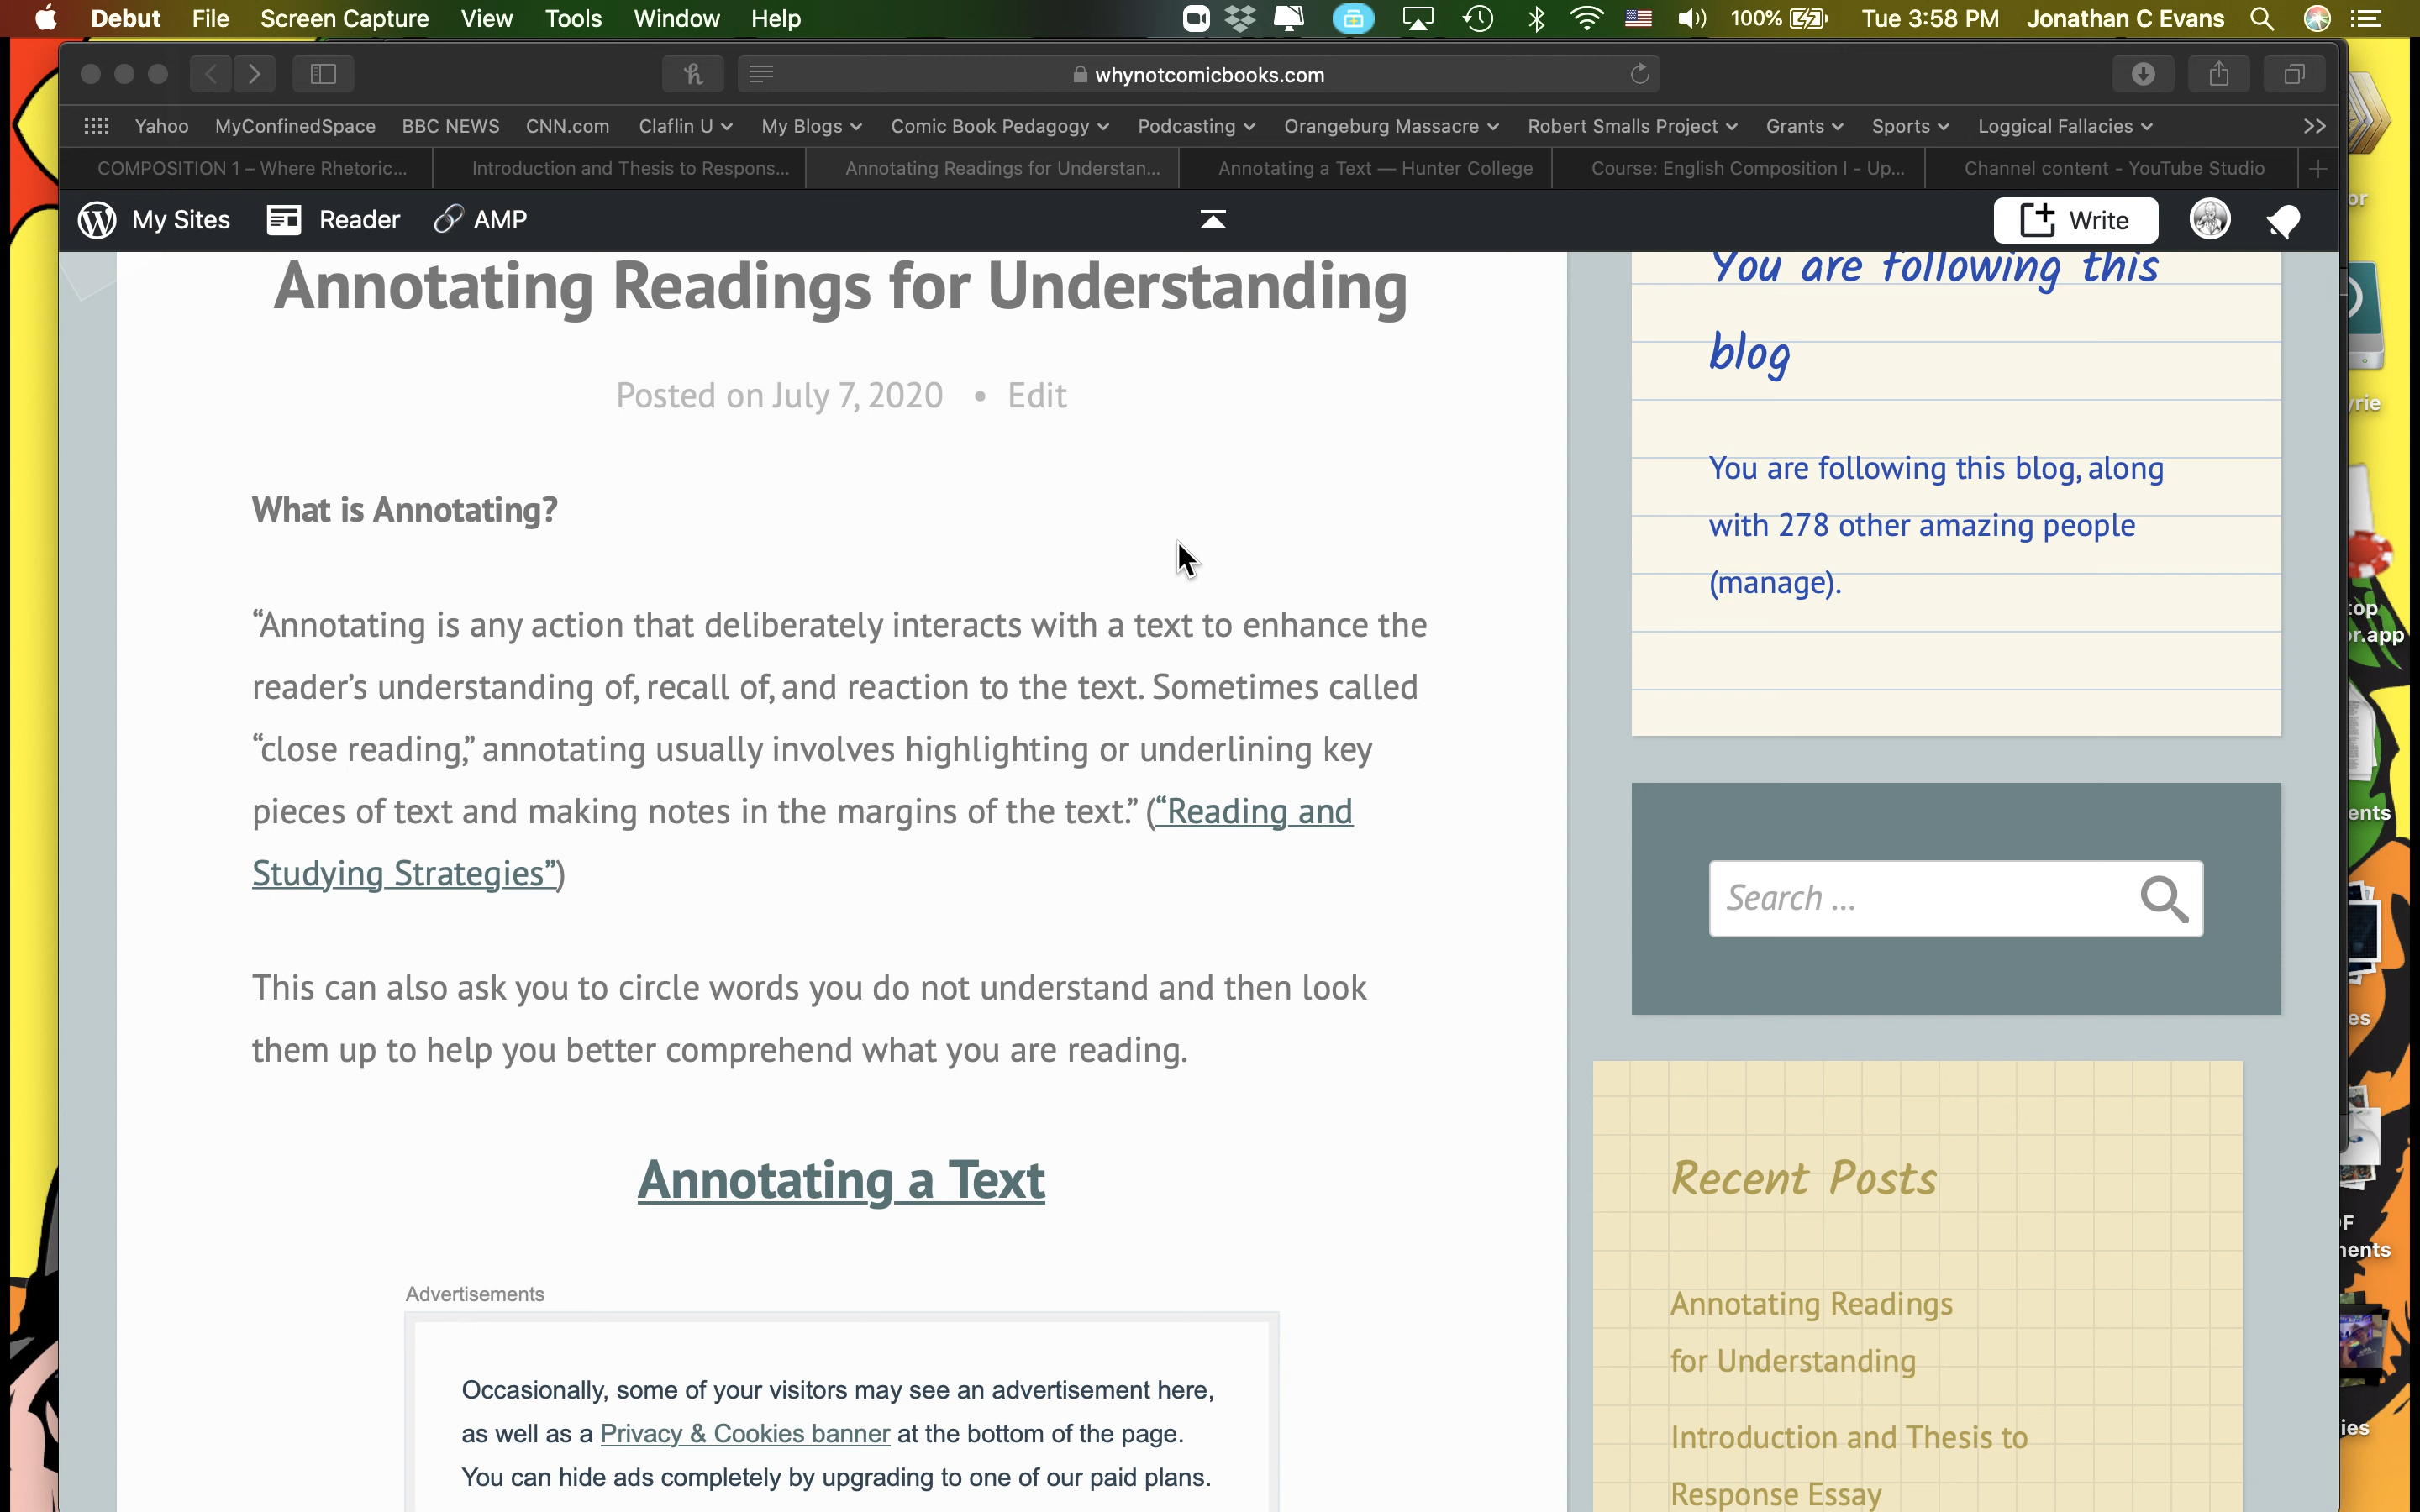 Debut File Screen Capture View Tools Window Help 100% Tue 3:58 PM Jonathan C Evans
whynotcomicbooks.com
Yahoo MyConfinedSpace BBC NEWS CNN.com Claflin U My Blogs Comic Book Pedagogy Podcasting Orangeburg Massacre Robert Smalls Project Grants Sports Loggical Fallacies
COMPOSITION 1 – Where Rhetoric... Introduction and Thesis to Respons... Annotating Readings for Understan... Annotating a Text — Hunter College Course: English Composition I - Up... Channel content - YouTube Studio
My Sites Reader AMP Write
Annotating Readings for Understanding
Posted on July 7, 2020 • Edit
What is Annotating?
“Annotating is any action that deliberately interacts with a text to enhance the
reader’s understanding of, recall of, and reaction to the text. Sometimes called
“close reading,” annotating usually involves highlighting or underlining key
pieces of text and making notes in the margins of the text.” (“Reading and
Studying Strategies”)
This can also ask you to circle words you do not understand and then look
them up to help you better comprehend what you are reading.
Annotating a Text
Advertisements
Occasionally, some of your visitors may see an advertisement here,
as well as a Privacy & Cookies banner at the bottom of the page.
You can hide ads completely by upgrading to one of our paid plans.
You are following this
blog
You are following this blog, along
with 278 other amazing people
(manage).
Search ...
Recent Posts
Annotating Readings
for Understanding
Introduction and Thesis to
Response Essay